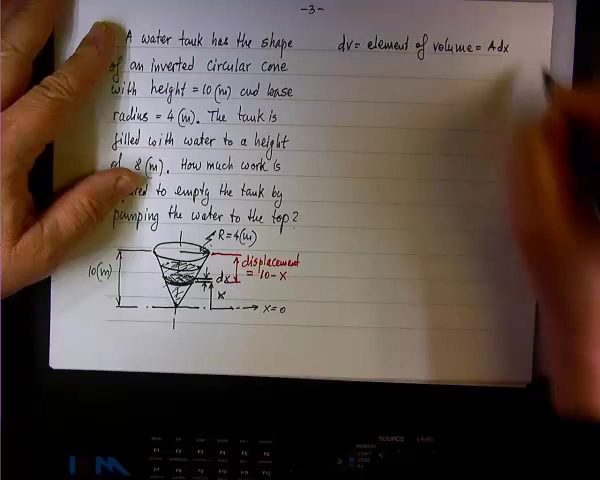 -3-
A water tank has the shape
of an inverted circular cone
with height = 10 (m) and base
radius = 4 (m). The tank is
filled with water to a height
of 8 (m). How much work is
to empty the tank by
pumping the water to the top?
dv = element of volume = A dx
R = 4 (m)
10 (m)
displacement
= 10 - x
dx
x
x = 0
SOURCE